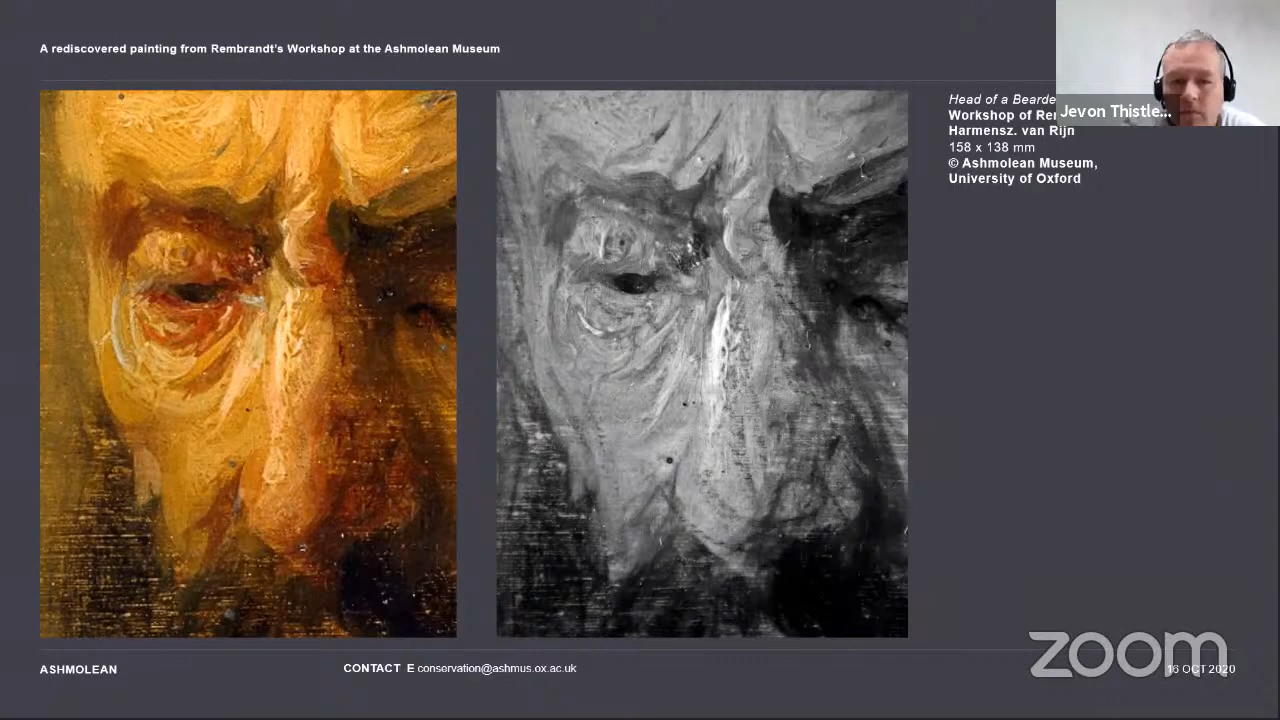 A rediscovered painting from Rembrandt's Workshop at the Ashmolean Museum
Head of a Bearde
Workshop of Rem
Harmensz. van Rijn
158 x 138 mm
© Ashmolean Museum,
University of Oxford
Jevon Thistle...
ASHMOLEAN
CONTACT E conservation@ashmus.ox.ac.uk
zoom
16 OCT 2020